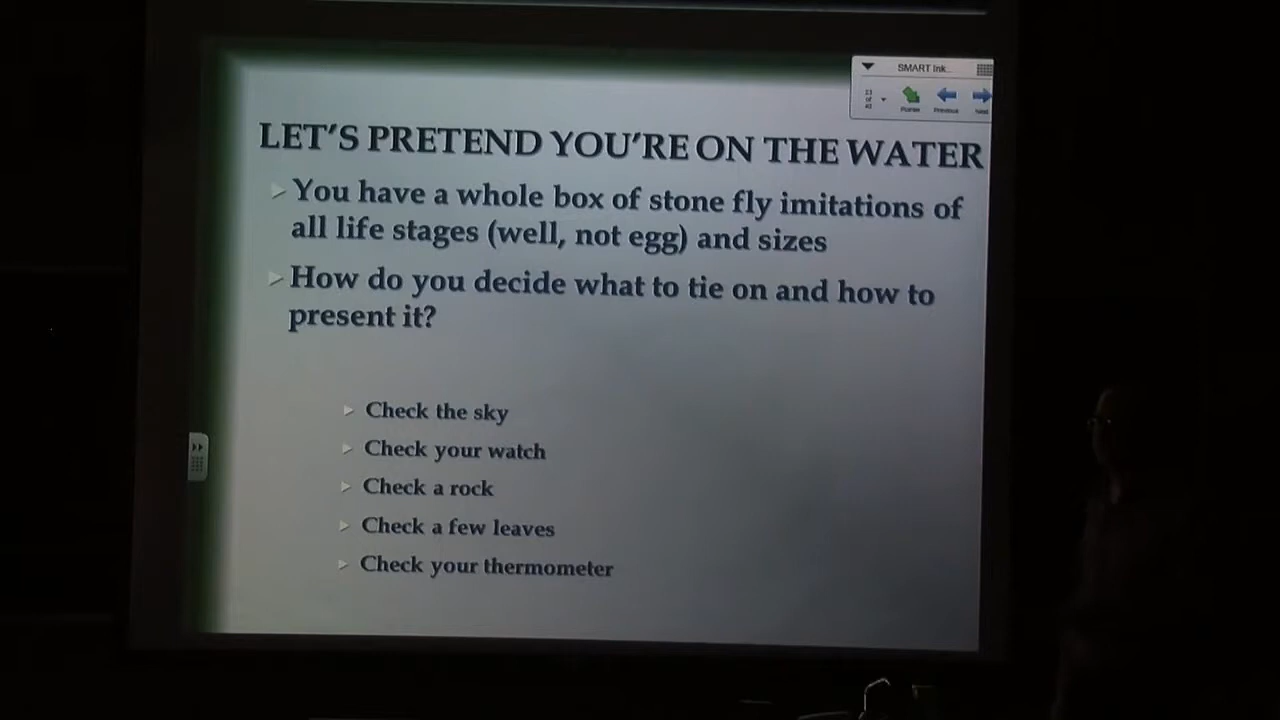 SMART Ink
Previous
LET'S PRETEND YOU'RE ON THE WATER
You have a whole box of stone fly imitations of
all life stages (well, not egg) and sizes
How do you decide what to tie on and how to
present it?
Check the sky
Check your watch
Check a rock
Check a few leaves
Check your thermometer